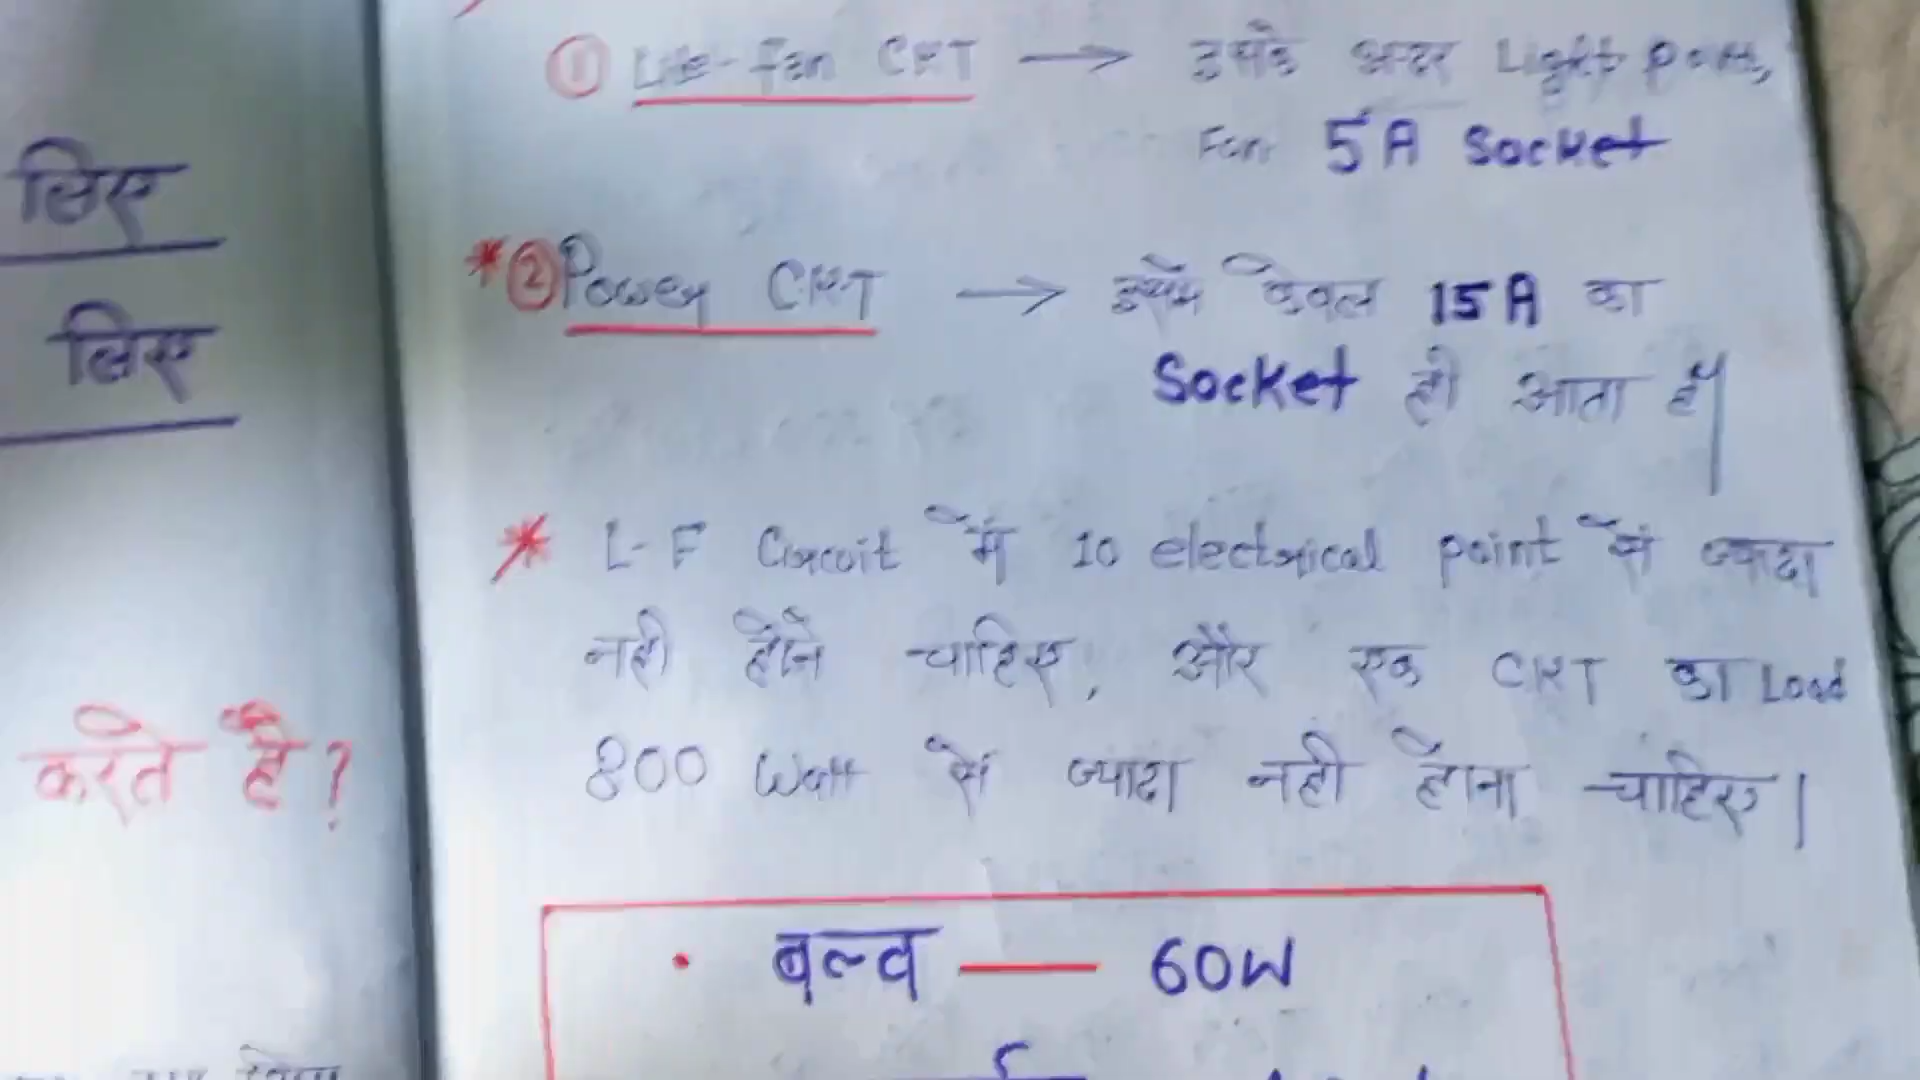 लिए
लिए
करते है?
① Lite-fan CKT → इसके अन्दर Light point,
Fan 5A Socket
*② Power CKT → इसमें केवल 15A का
Socket ही आता है|
* L-F Circuit में 10 electrical point से ज्यादा
नही होने चाहिए, और एक CKT का Load
800 Watt से ज्यादा नही होना चाहिए|
• बल्व — 60W